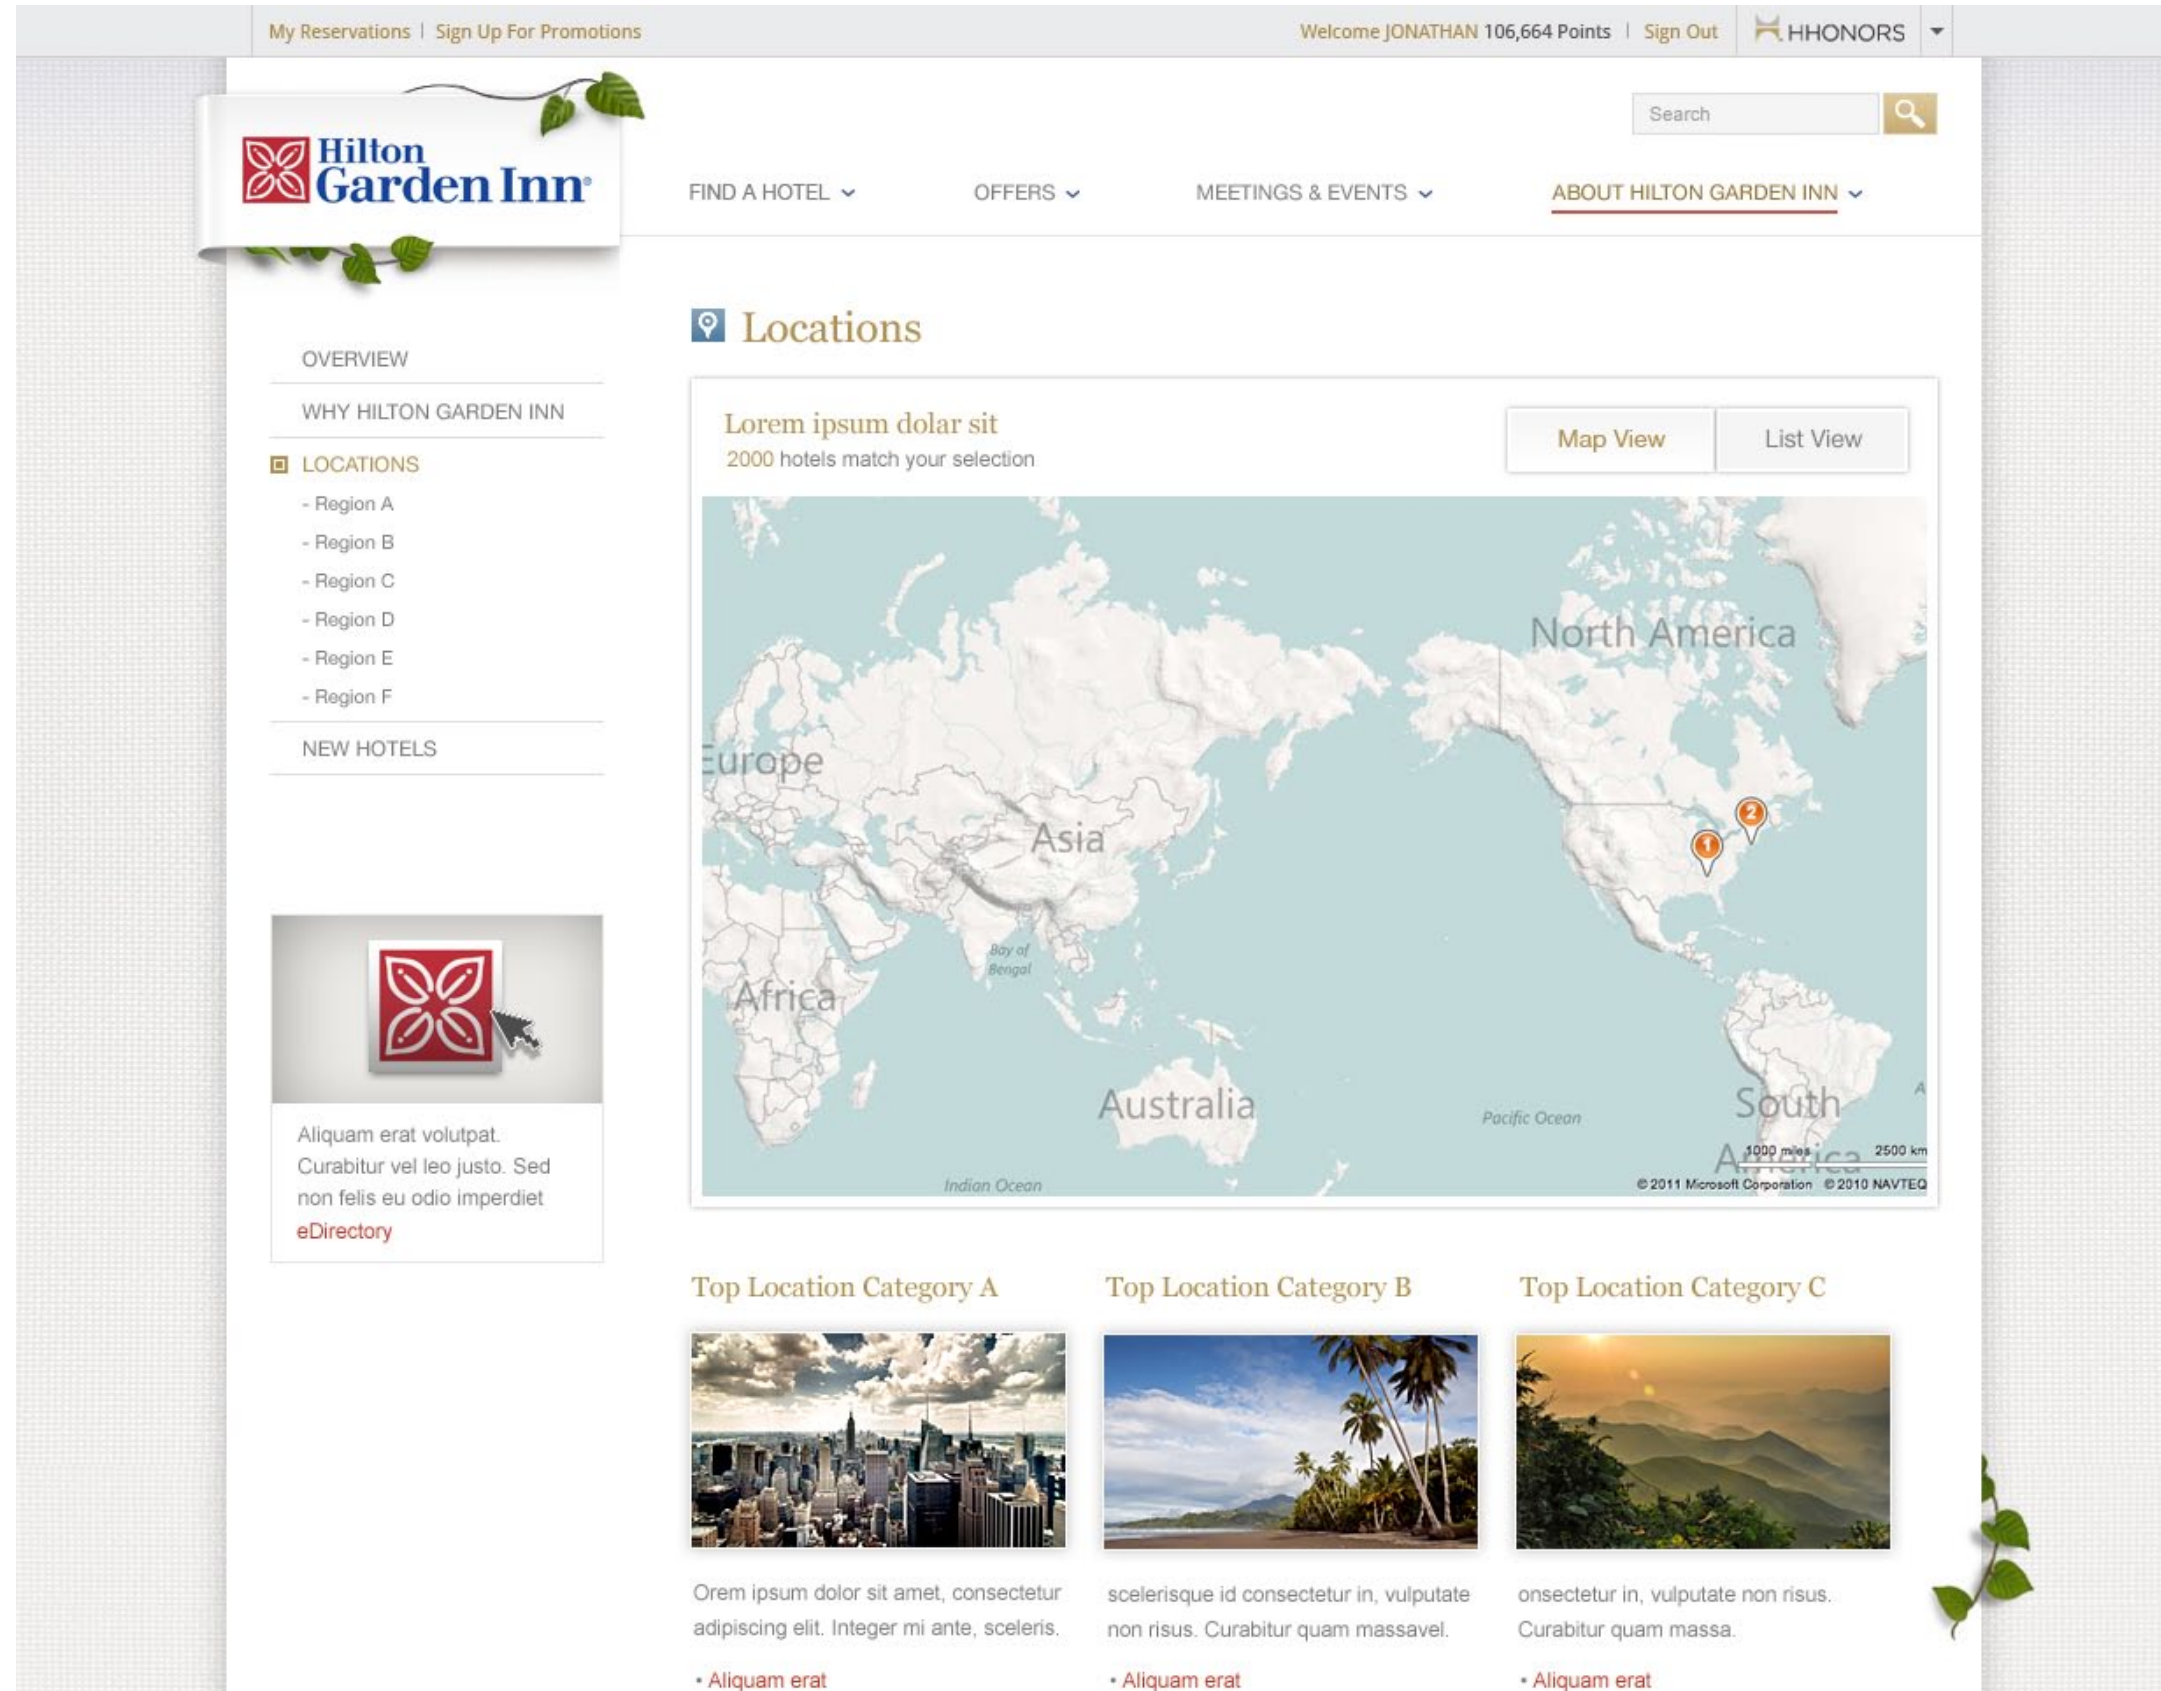 My Reservations | Sign Up For Promotions
Welcome JONATHAN 106,664 Points | Sign Out
HHONORS
Hilton
Garden Inn®
Search
FIND A HOTEL
OFFERS
MEETINGS & EVENTS
ABOUT HILTON GARDEN INN
OVERVIEW
WHY HILTON GARDEN INN
LOCATIONS
- Region A
- Region B
- Region C
- Region D
- Region E
- Region F
NEW HOTELS
Aliquam erat volutpat.
Curabitur vel leo justo. Sed
non felis eu odio imperdiet
eDirectory
Locations
Lorem ipsum dolar sit
2000 hotels match your selection
Map View
List View
North America
Europe
Asia
2
1
Bay of
Bengal
Africa
Australia
Pacific Ocean
South
America
A
Indian Ocean
1000 miles
2500 km
© 2011 Microsoft Corporation © 2010 NAVTEQ
Top Location Category A
Orem ipsum dolor sit amet, consectetur
adipiscing elit. Integer mi ante, sceleris.
• Aliquam erat
Top Location Category B
scelerisque id consectetur in, vulputate
non risus. Curabitur quam massavel.
• Aliquam erat
Top Location Category C
onsectetur in, vulputate non risus.
Curabitur quam massa.
• Aliquam erat